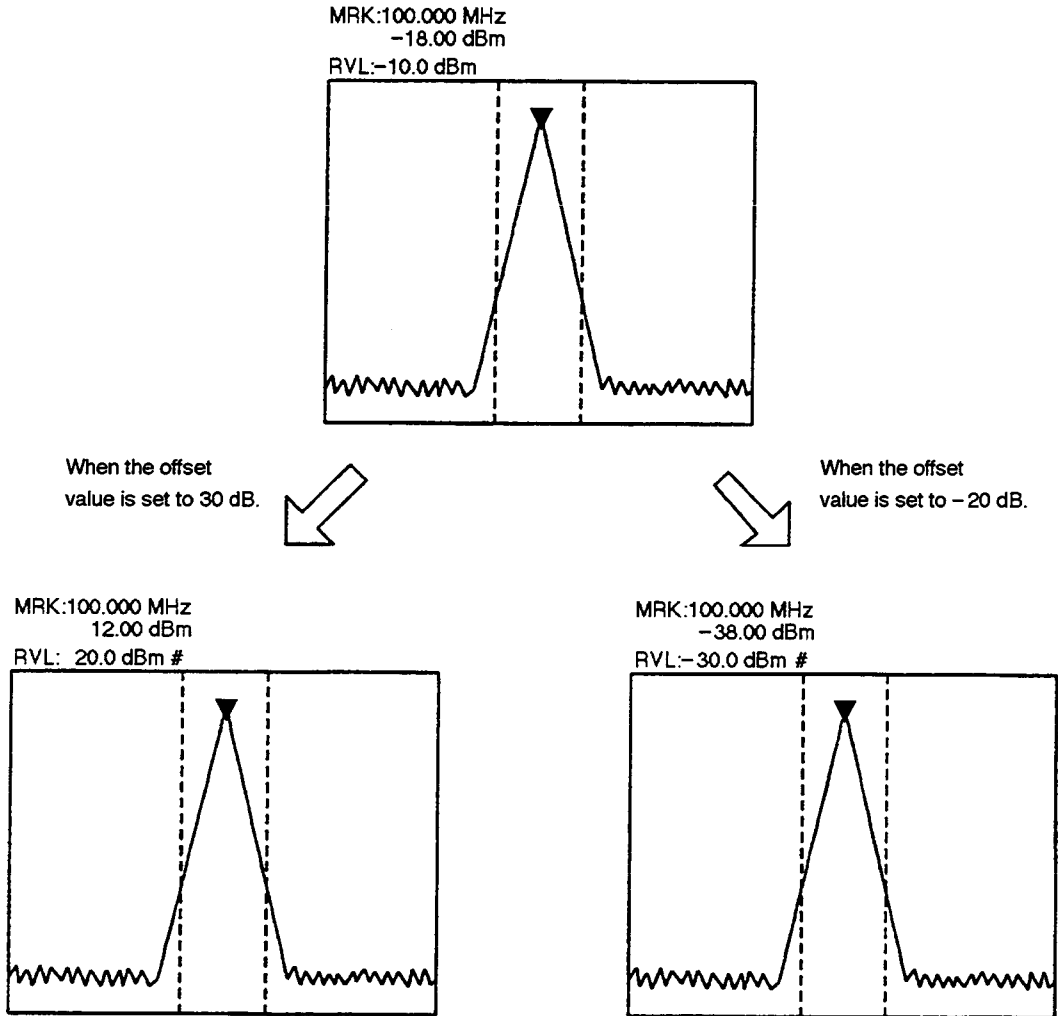 MRK:100.000 MHz
-18.00 dBm
RVL:-10.0 dBm
When the offset
value is set to 30 dB.
When the offset
value is set to -20 dB.
MRK:100.000 MHz
12.00 dBm
RVL: 20.0 dBm #
MRK:100.000 MHz
-38.00 dBm
RVL:-30.0 dBm #